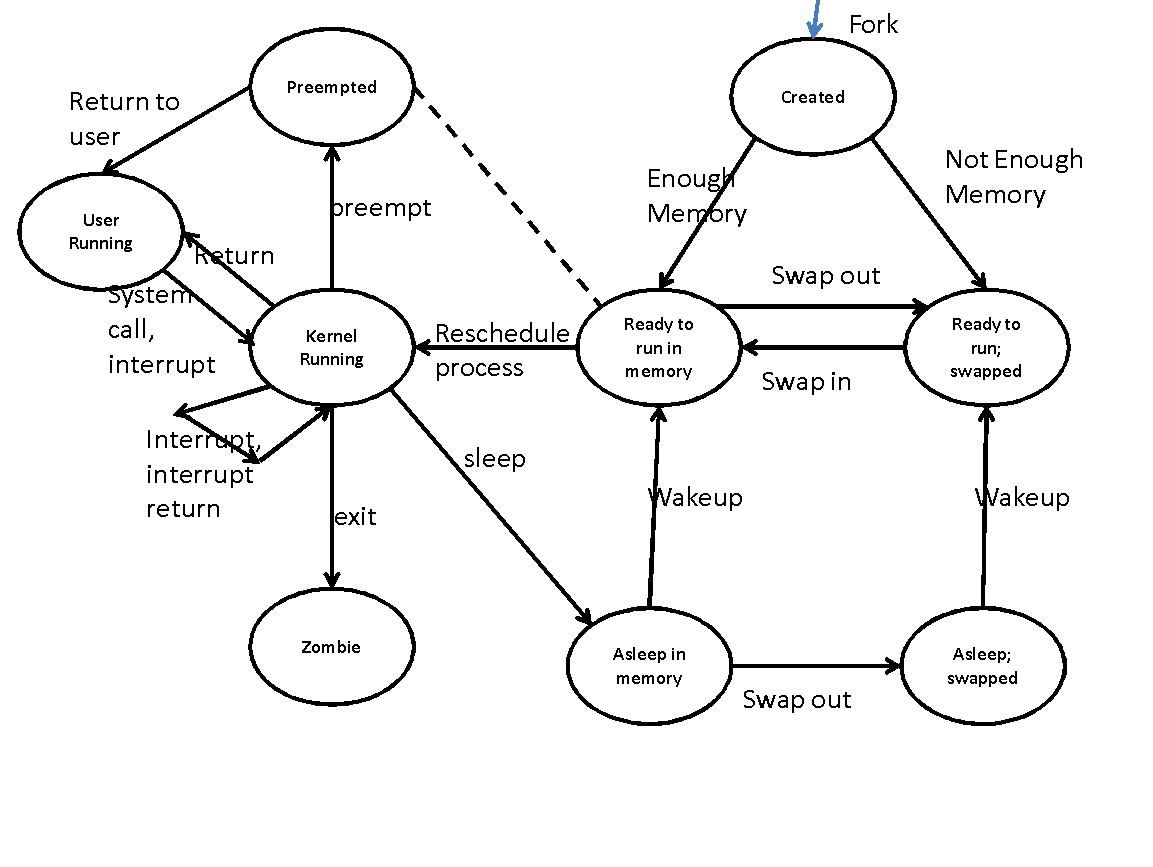 Fork
Preempted
Created
Return to
user
Not Enough
Memory
Enough
Memory
preempt
User
Running
Return
System
call,
interrupt
Swap out
Kernel
Running
Reschedule
process
Ready to
run in
memory
Ready to
run;
swapped
Swap in
Interrupt,
interrupt
return
sleep
Wakeup
Wakeup
exit
Zombie
Asleep in
memory
Asleep;
swapped
Swap out